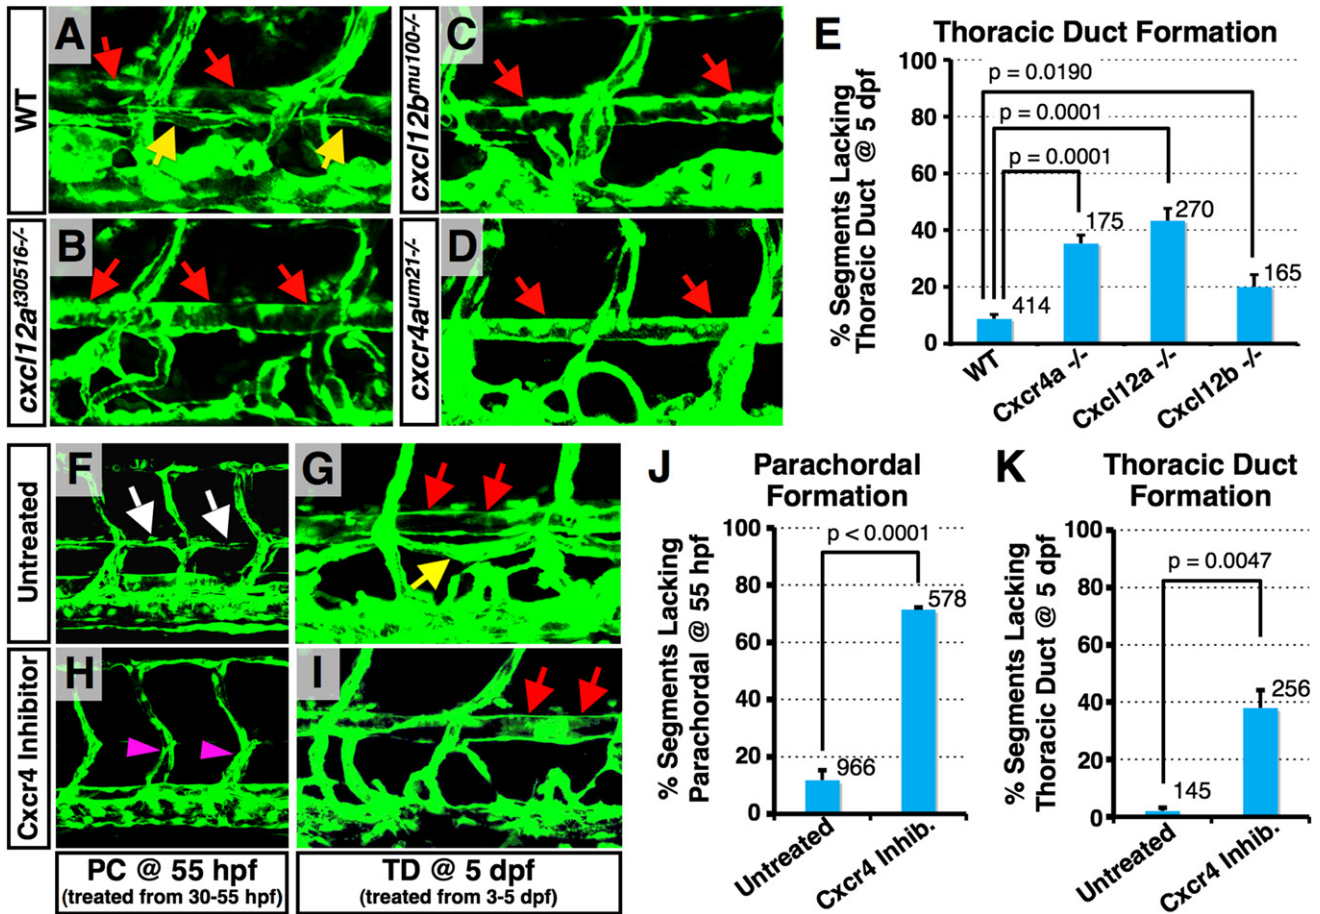 A
WT
B
cxcl12a^t30516-/-
C
cxcl12b^mu100-/-
D
cxcr4a^um21-/-
E
Thoracic Duct Formation
% Segments Lacking
Thoracic Duct @ 5 dpf
100
80
60
40
20
0
p = 0.0190
p = 0.0001
p = 0.0001
414
175
270
165
WT
Cxcr4a -/-
Cxcl12a -/-
Cxcl12b -/-
Untreated
F
G
Cxcr4 Inhibitor
H
I
PC @ 55 hpf
(treated from 30-55 hpf)
TD @ 5 dpf
(treated from 3-5 dpf)
J
Parachordal
Formation
% Segments Lacking
Parachordal @ 55 hpf
100
80
60
40
20
0
p < 0.0001
966
578
Untreated
Cxcr4 Inhib.
K
Thoracic Duct
Formation
% Segments Lacking
Thoracic Duct @ 5 dpf
100
80
60
40
20
0
p = 0.0047
145
256
Untreated
Cxcr4 Inhib.